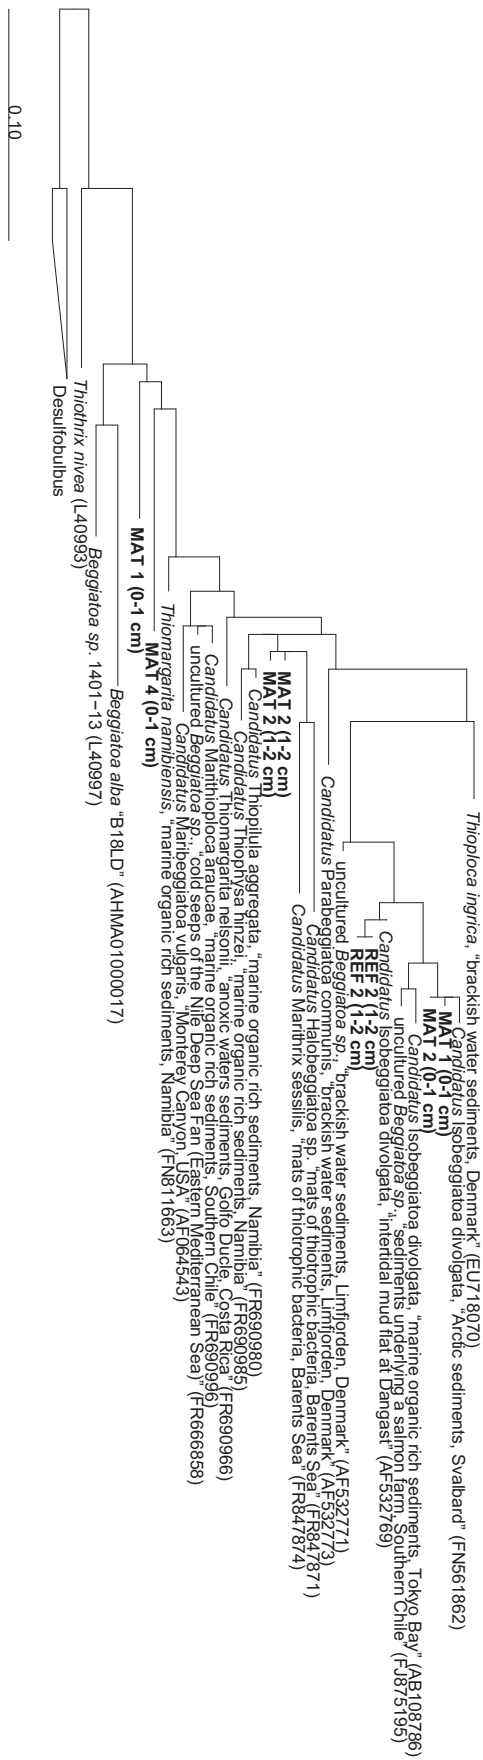 Thioploca ingrica, "brackish water sediments, Denmark" (EU718070)
Candidatus Isobeggiatoa divolgata, "Arctic sediments, Svalbard" (FN561862)
MAT 1 (0-1 cm)
MAT 2 (0-1 cm)
Candidatus Isobeggiatoa divolgata, "marine organic rich sediments, Tokyo Bay" (AB108786)
uncultured Beggiatoa sp., "sediments underlying a salmon farm, Southern Chile" (FJ875195)
Candidatus Isobeggiatoa divolgata, "intertidal mud flat at Dangast" (AF532769)
REF 2 (1-2 cm)
REF 2 (1-2 cm)
uncultured Beggiatoa sp., "brackish water sediments, Limfjorden, Denmark" (AF532771)
Candidatus Parabeggiatoa communis, "brackish water sediments, Limfjorden, Denmark" (AF532773)
Candidatus Halobeggiatoa sp. "mats of thiotrophic bacteria, Barents Sea" (FR847871)
Candidatus Marithrix sessilis, "mats of thiotrophic bacteria, Barents Sea" (FR847874)
MAT 2 (1-2 cm)
MAT 2 (1-2 cm)
Candidatus Thiopilula aggregata, "marine organic rich sediments, Namibia" (FR690980)
Candidatus Thiophysa hinzei, "marine organic rich sediments, Namibia" (FR690985)
Candidatus Thiomargarita nelsonii, "anoxic waters sediments, Golfo Ducle, Costa Rica" (FR690966)
Candidatus Marithioploca araucae, "marine organic rich sediments, Southern Chile" (FR690996)
uncultured Beggiatoa sp., "cold seeps of the Nile Deep Sea Fan (Eastern Mediterranean Sea)" (FR666858)
Candidatus Maribeggiatoa vulgaris, "Monterey Canyon, USA" (AF064543)
Thiomargarita namibiensis, "marine organic rich sediments, Namibia" (FN811663)
MAT 4 (0-1 cm)
MAT 1 (0-1 cm)
Beggiatoa alba "B18LD" (AHMA01000017)
Beggiatoa sp. 1401-13 (L40997)
Thiothrix nivea (L40993)
Desulfobulbus
0.10